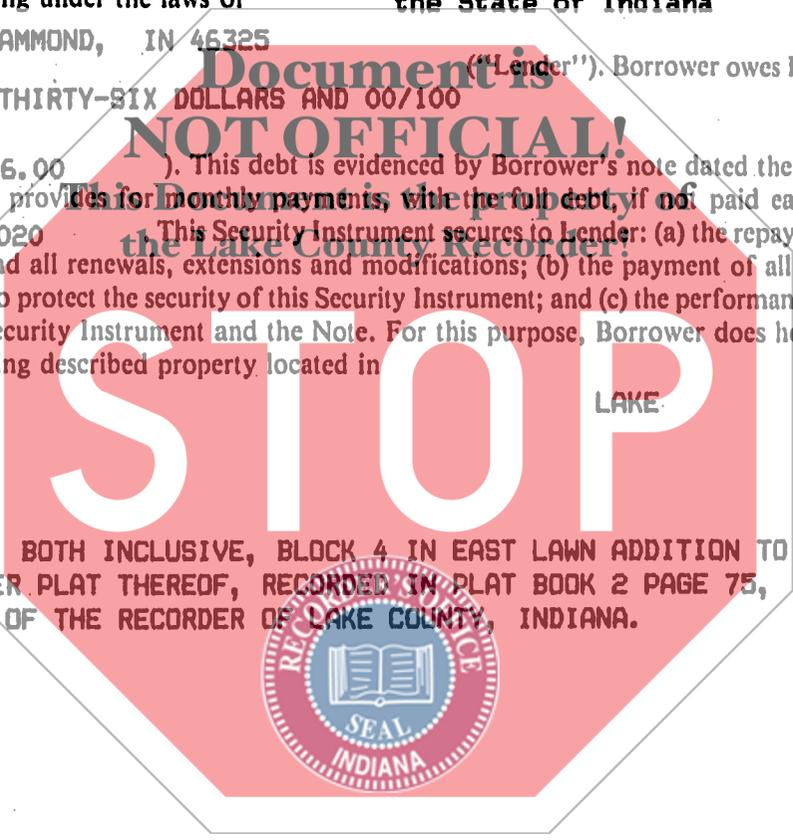 ng under the laws of the State of Indiana
AMMOND, IN 46325
Document is
("Lender"). Borrower owes
THIRTY-SIX DOLLARS AND 00/100
NOT OFFICIAL!
6.00 ). This debt is evidenced by Borrower's note dated the
This Document is the property of
provides for monthly payments, with the full debt, if not paid ea
020 . This Security Instrument secures to Lender: (a) the repay
the Lake County Recorder!
d all renewals, extensions and modifications; (b) the payment of all
o protect the security of this Security Instrument; and (c) the performan
ecurity Instrument and the Note. For this purpose, Borrower does he
ng described property located in
LAKE
STOP
BOTH INCLUSIVE, BLOCK 4 IN EAST LAWN ADDITION TO
ER PLAT THEREOF, RECORDED IN PLAT BOOK 2 PAGE 75,
OF THE RECORDER OF LAKE COUNTY, INDIANA.
RECORDER'S OFFICE
SEAL
INDIANA